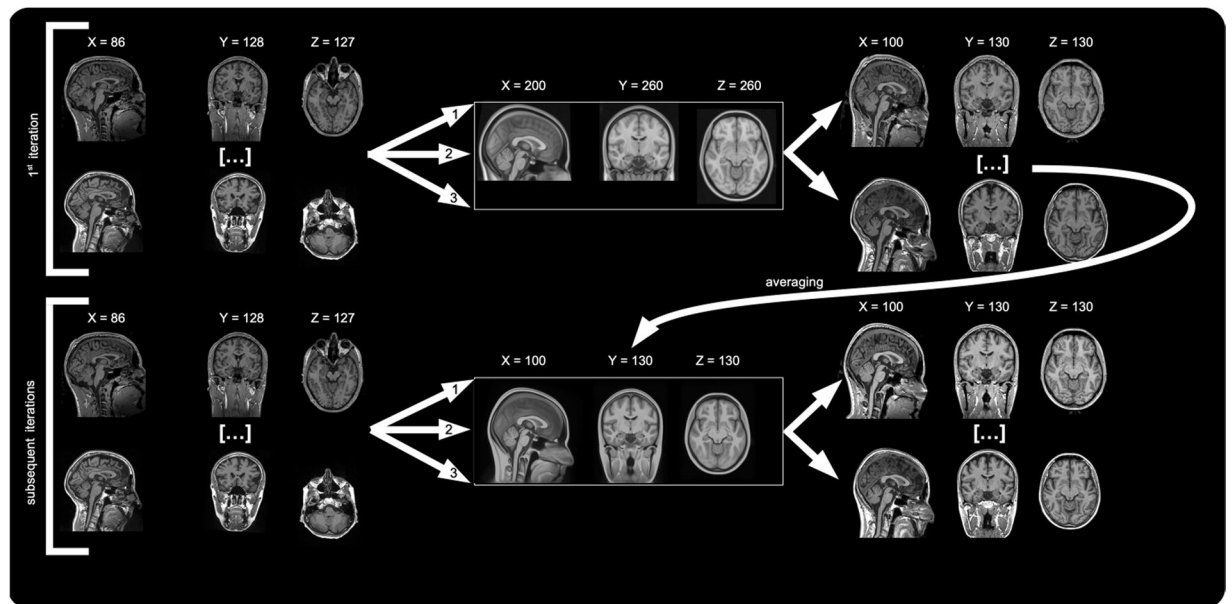 X = 86 Y = 128 Z = 127
X = 200 Y = 260 Z = 260
X = 100 Y = 130 Z = 130
1st iteration
1
2
3
[...]
[...]
averaging
X = 86 Y = 128 Z = 127
X = 100 Y = 130 Z = 130
X = 100 Y = 130 Z = 130
subsequent iterations
1
2
3
[...]
[...]